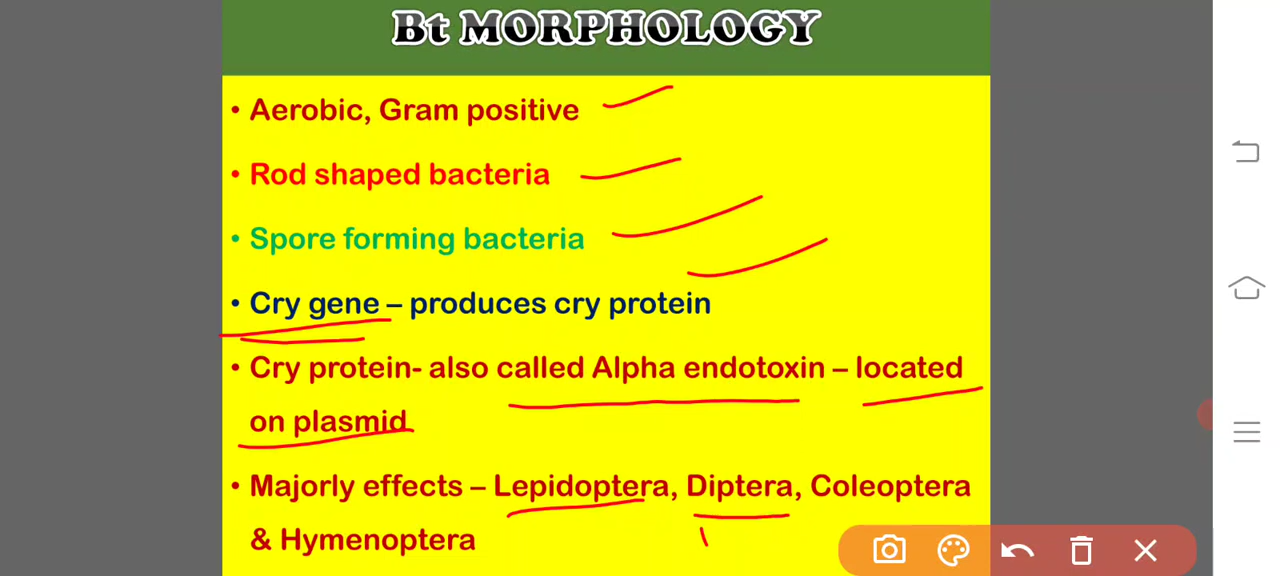 Bt MORPHOLOGY
• Aerobic, Gram positive
• Rod shaped bacteria
• Spore forming bacteria
• Cry gene – produces cry protein
• Cry protein- also called Alpha endotoxin – located
on plasmid
• Majorly effects – Lepidoptera, Diptera, Coleoptera
& Hymenoptera